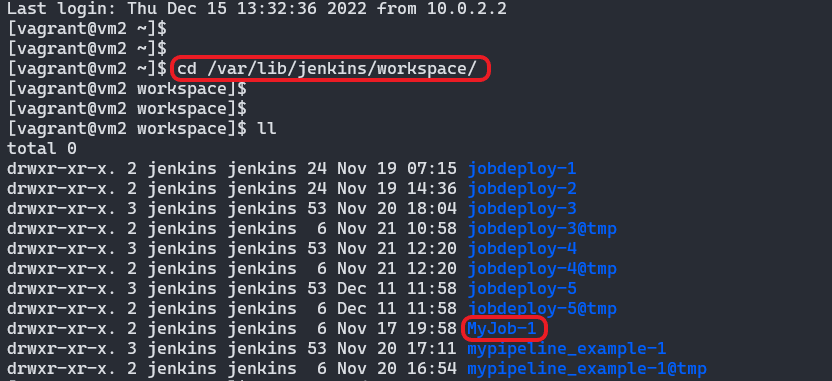 Last login: Thu Dec 15 13:32:36 2022 from 10.0.2.2
[vagrant@vm2 ~]$
[vagrant@vm2 ~]$
[vagrant@vm2 ~]$ cd /var/lib/jenkins/workspace/
[vagrant@vm2 workspace]$
[vagrant@vm2 workspace]$
[vagrant@vm2 workspace]$ ll
total 0
drwxr-xr-x. 2 jenkins jenkins 24 Nov 19 07:15 jobdeploy-1
drwxr-xr-x. 2 jenkins jenkins 24 Nov 19 14:36 jobdeploy-2
drwxr-xr-x. 3 jenkins jenkins 53 Nov 20 18:04 jobdeploy-3
drwxr-xr-x. 2 jenkins jenkins  6 Nov 21 10:58 jobdeploy-3@tmp
drwxr-xr-x. 3 jenkins jenkins 53 Nov 21 12:20 jobdeploy-4
drwxr-xr-x. 2 jenkins jenkins  6 Nov 21 12:20 jobdeploy-4@tmp
drwxr-xr-x. 3 jenkins jenkins 53 Dec 11 11:58 jobdeploy-5
drwxr-xr-x. 2 jenkins jenkins  6 Dec 11 11:58 jobdeploy-5@tmp
drwxr-xr-x. 2 jenkins jenkins  6 Nov 17 19:58 MyJob-1
drwxr-xr-x. 3 jenkins jenkins 53 Nov 20 17:11 mypipeline_example-1
drwxr-xr-x. 2 jenkins jenkins  6 Nov 20 16:54 mypipeline_example-1@tmp